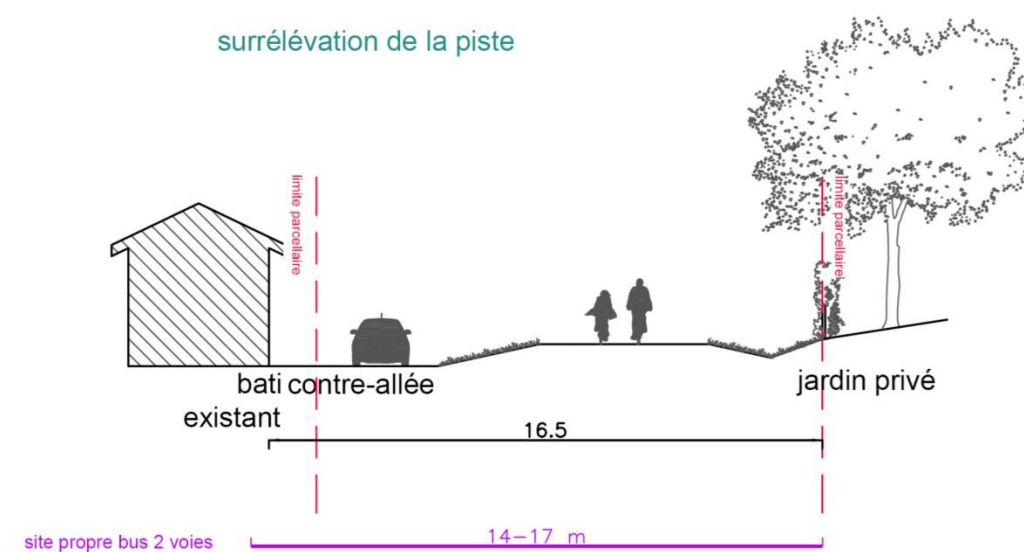 surrélévation de la piste
limite parcellaire
limite parcellaire
bati contre-allée
existant
jardin privé
16.5
site propre bus 2 voies
14-17 m